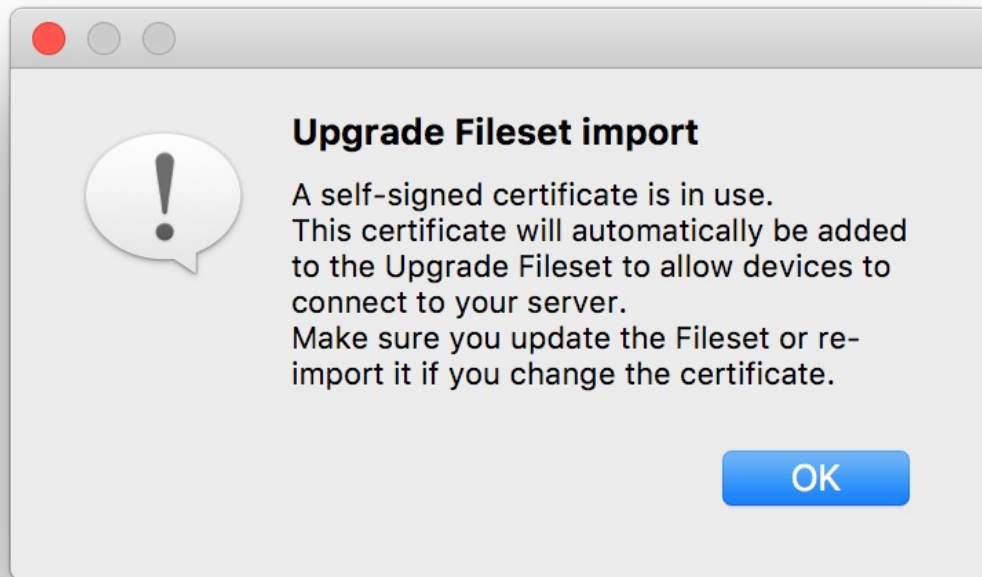 Upgrade Fileset import
A self-signed certificate is in use.
This certificate will automatically be added
to the Upgrade Fileset to allow devices to
connect to your server.
Make sure you update the Fileset or re-
import it if you change the certificate.
OK